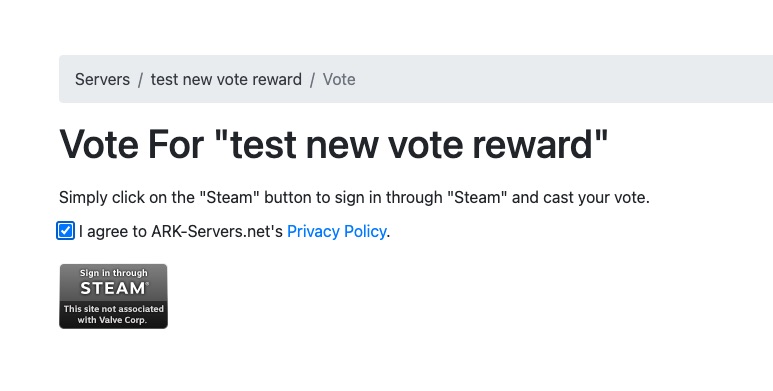 Servers / test new vote reward / Vote
Vote For "test new vote reward"
Simply click on the "Steam" button to sign in through "Steam" and cast your vote.
I agree to ARK-Servers.net's Privacy Policy.
Sign in through
STEAM®
This site not associated
with Valve Corp.